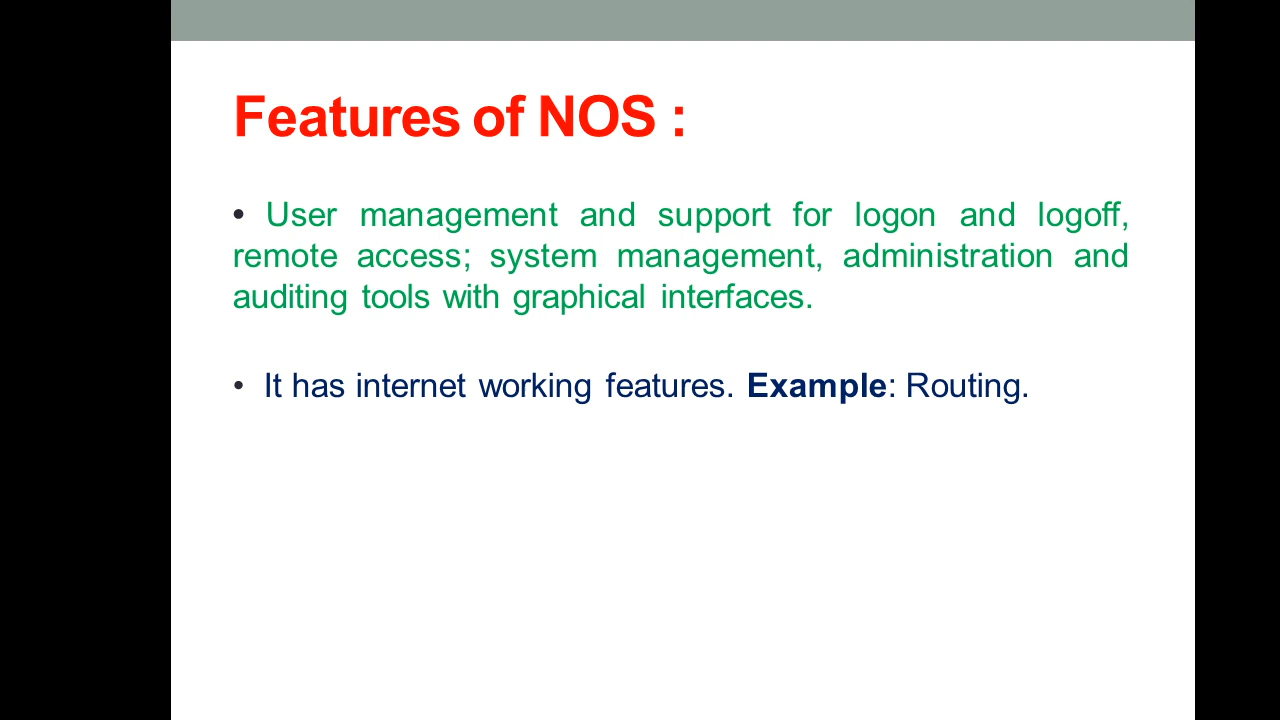 Features of NOS :
• User management and support for logon and logoff,
remote access; system management, administration and
auditing tools with graphical interfaces.
• It has internet working features. Example: Routing.